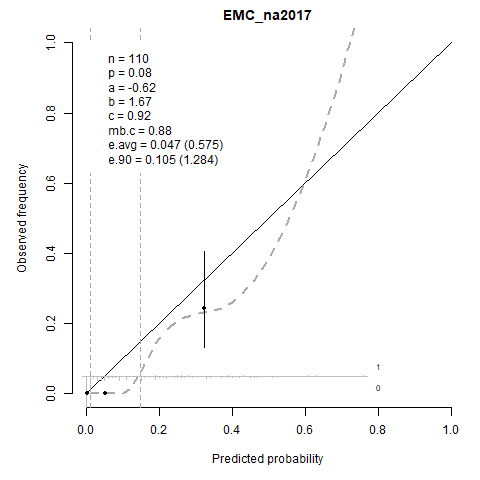 EMC_na2017
n = 110
p = 0.08
a = -0.62
b = 1.67
c = 0.92
mb.c = 0.88
e.avg = 0.047 (0.575)
e.90 = 0.105 (1.284)
Observed frequency
1.0
0.8
0.6
0.4
0.2
0.0
1
0
0.0 0.2 0.4 0.6 0.8 1.0
Predicted probability